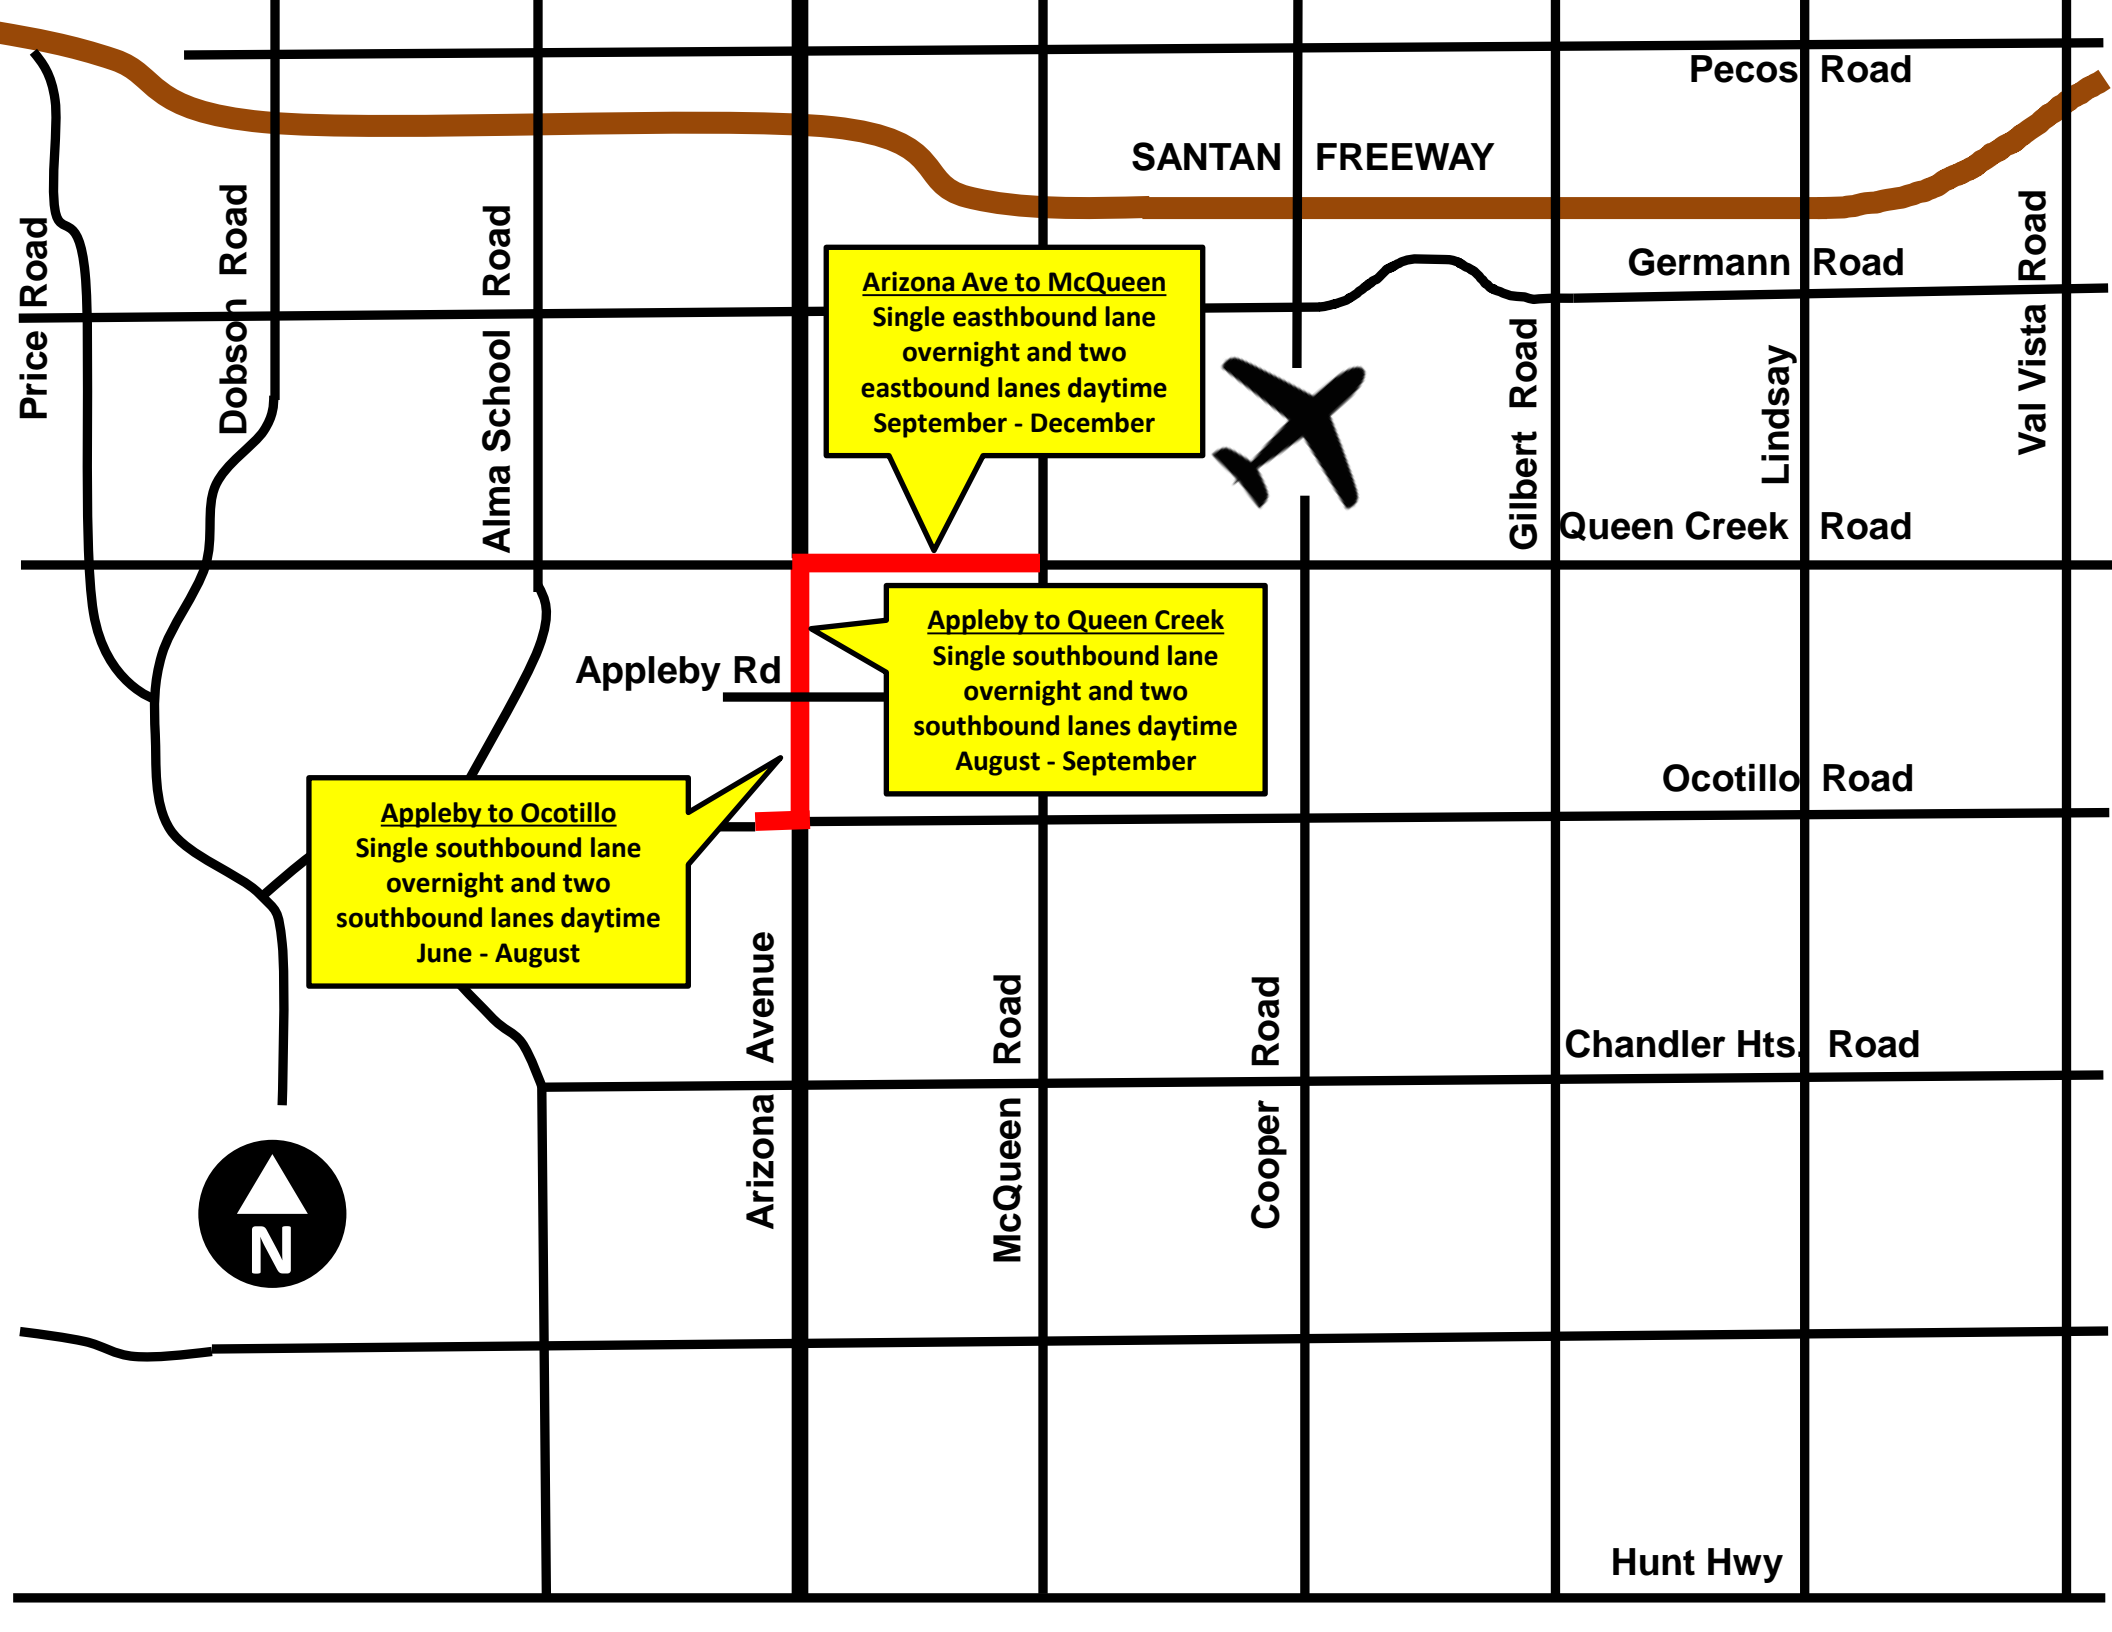 Pecos Road
SANTAN FREEWAY
Price Road
Dobson Road
Alma School Road
Germann Road
Val Vista Road
Arizona Ave to McQueen
Single easthbound lane
overnight and two
eastbound lanes daytime
September - December
Gilbert Road
Lindsay
Queen Creek Road
Appleby to Queen Creek
Single southbound lane
overnight and two
southbound lanes daytime
August - September
Appleby Rd
Ocotillo Road
Appleby to Ocotillo
Single southbound lane
overnight and two
southbound lanes daytime
June - August
Arizona Avenue
McQueen Road
Cooper Road
Chandler Hts. Road
N
Hunt Hwy